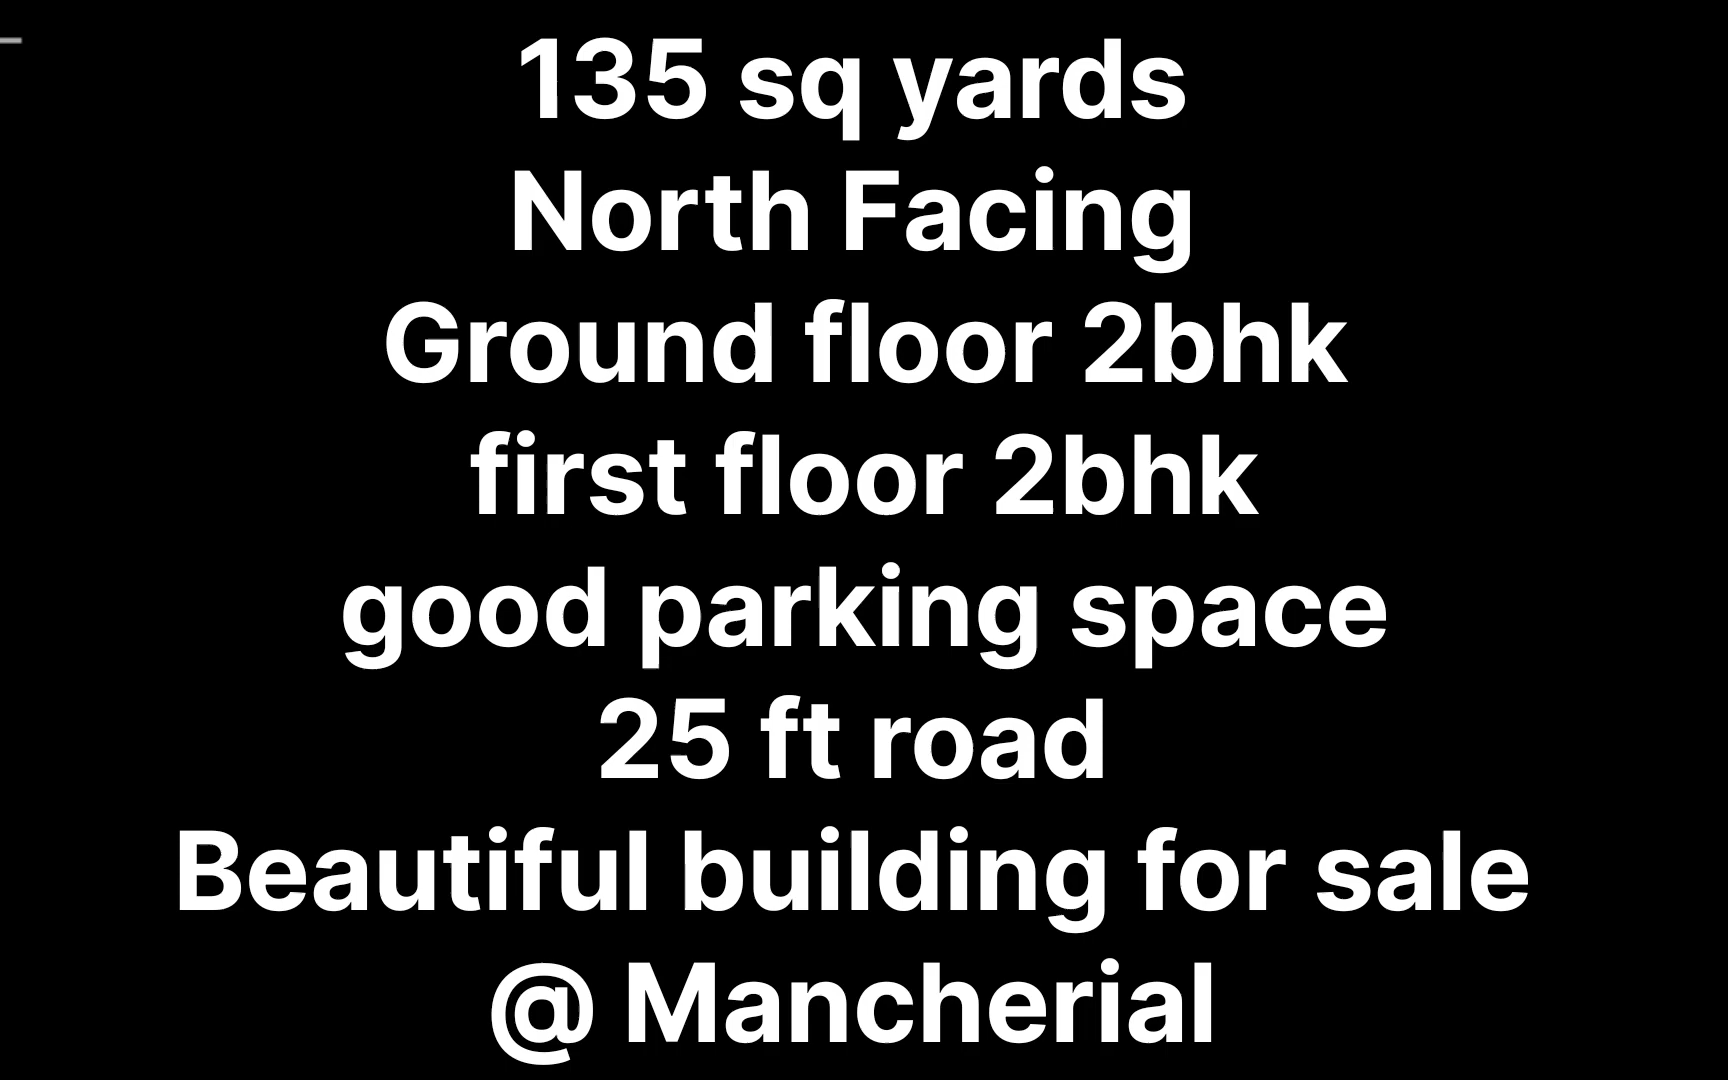 135 sq yards
North Facing
Ground floor 2bhk
first floor 2bhk
good parking space
25 ft road
Beautiful building for sale
@ Mancherial